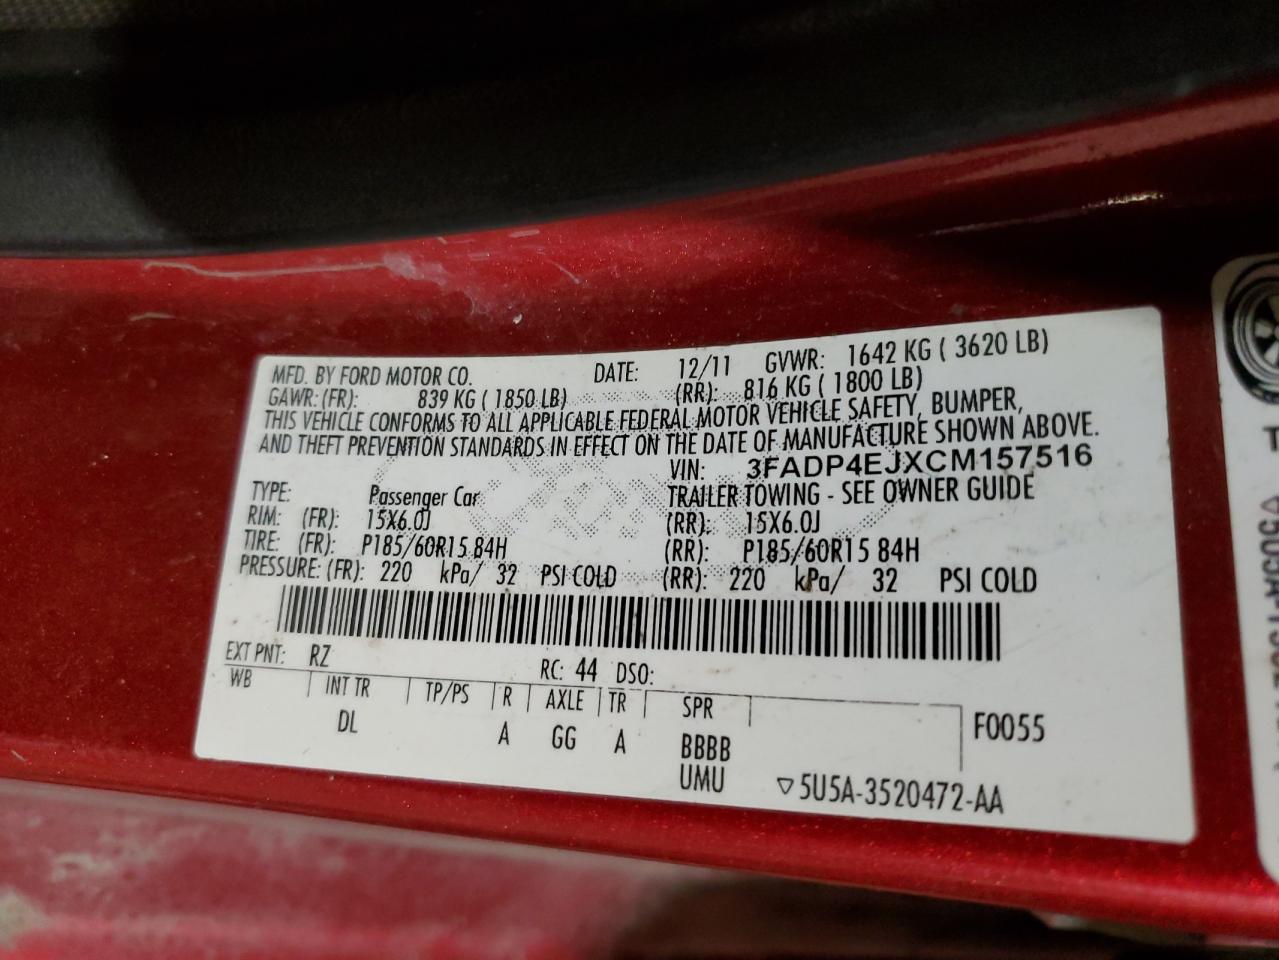 MFD. BY FORD MOTOR CO. DATE: 12/11 GVWR: 1642 KG ( 3620 LB)
GAWR: (FR): 839 KG ( 1850 LB) (RR): 816 KG ( 1800 LB)
THIS VEHICLE CONFORMS TO ALL APPLICABLE FEDERAL MOTOR VEHICLE SAFETY, BUMPER,
AND THEFT PREVENTION STANDARDS IN EFFECT ON THE DATE OF MANUFACTURE SHOWN ABOVE.
VIN: 3FADP4EJXCM157516
TYPE: Passenger Car TRAILER TOWING - SEE OWNER GUIDE
RIM: (FR): 15X6.0J (RR): 15X6.0J
TIRE: (FR): P185/60R15 84H (RR): P185/60R15 84H
PRESSURE: (FR): 220 kPa/ 32 PSI COLD (RR): 220 kPa/ 32 PSI COLD
EXT PNT: RZ RC: 44 DSO:
WB INT TR TP/PS R AXLE TR SPR F0055
DL A GG A BBBB
UMU ▽5U5A-3520472-AA